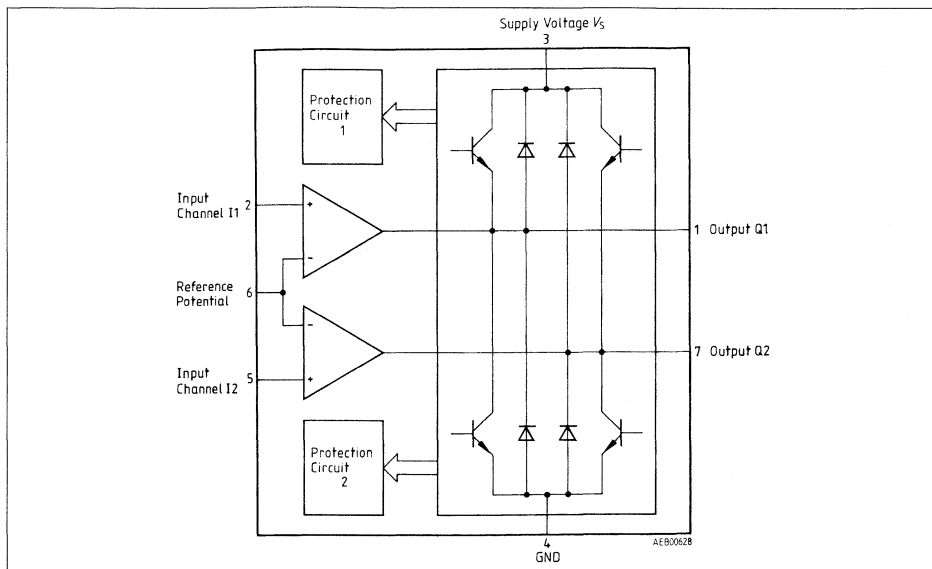 Supply Voltage Vs
3
Protection
Circuit
1
Input
Channel I1
2
+
-
1 Output Q1
Reference
Potential
6
-
+
7 Output Q2
Input
Channel I2
5
Protection
Circuit
2
4
GND
AEB00628